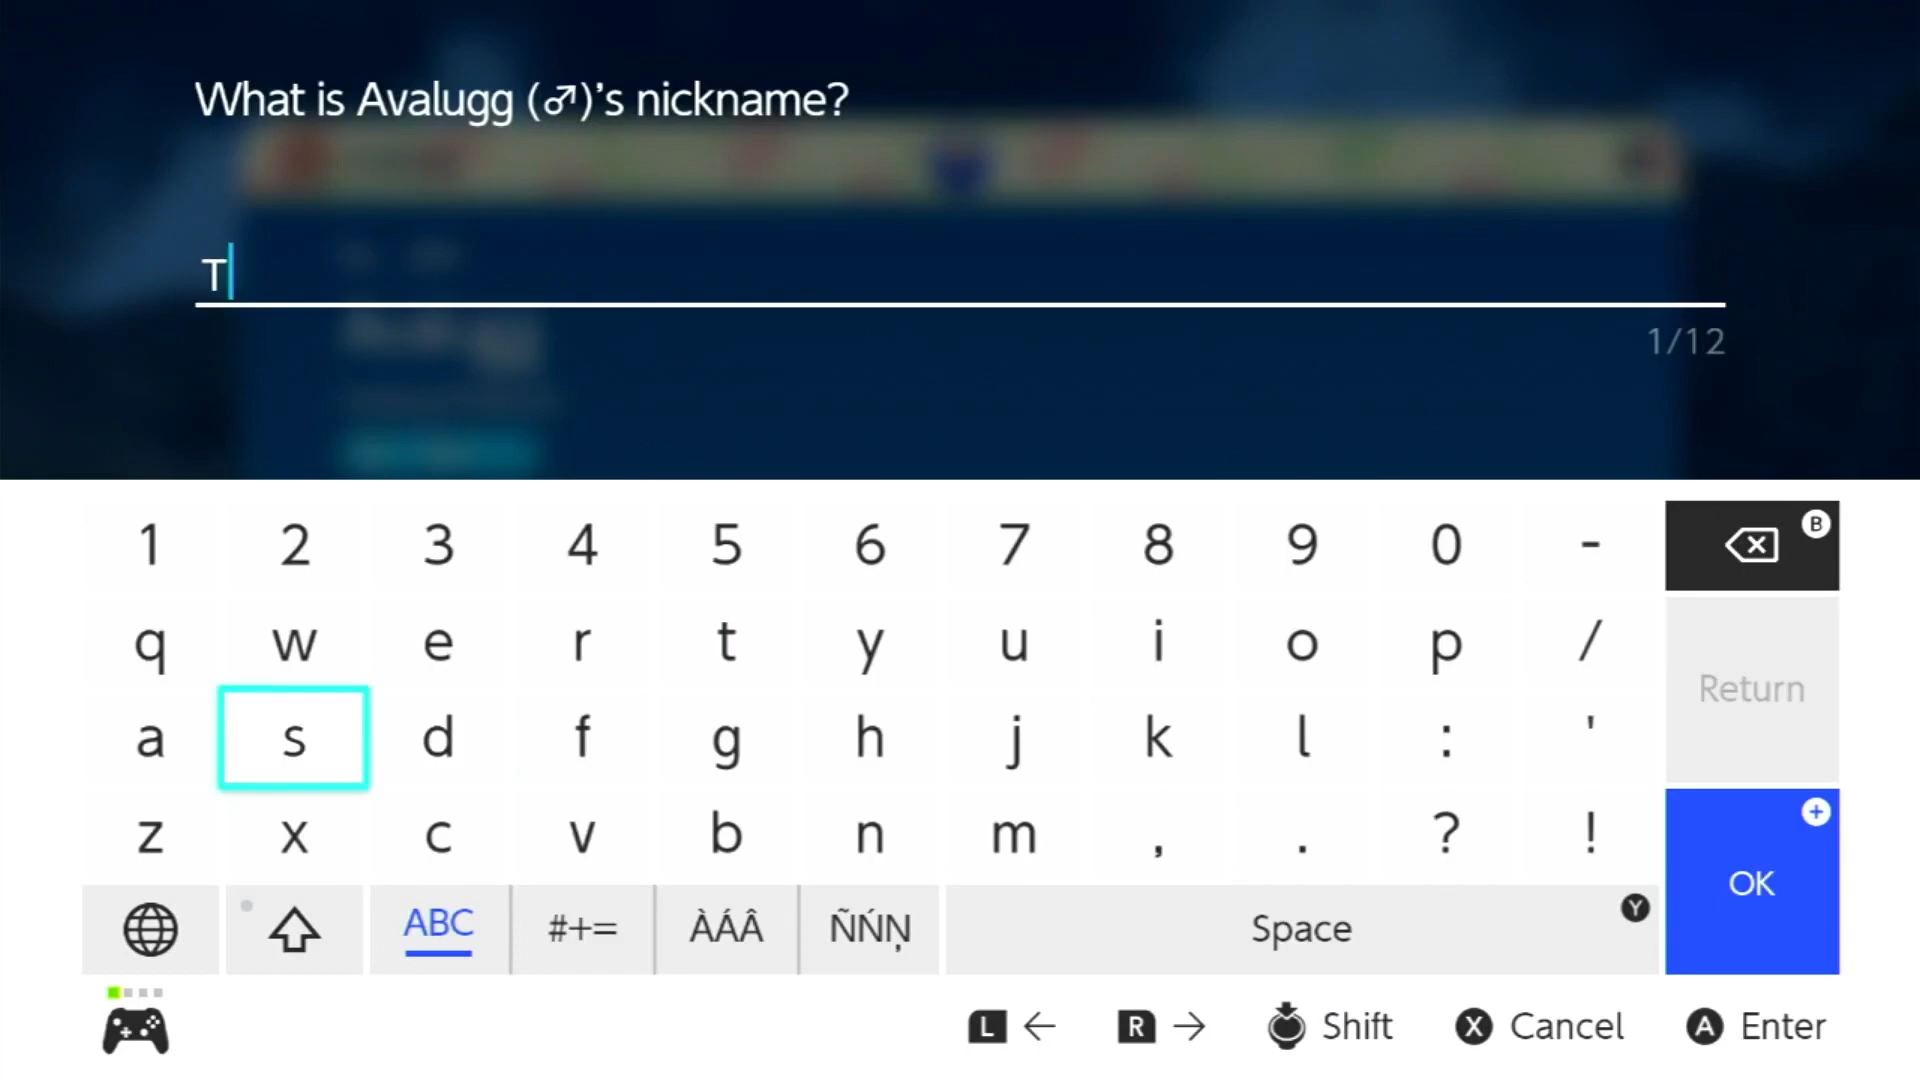 What is Avalugg (♂)'s nickname?
T
1/12
1 2 3 4 5 6 7 8 9 0 -
B
q w e r t y u i o p /
Return
a s d f g h j k l : '
z x c v b n m , . ? !
+
OK
ABC #+= ÀÁÂ ÑŃŅ Space Y
L ← R → Shift X Cancel A Enter